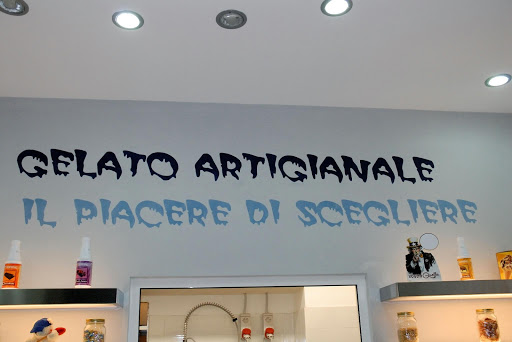 GELATO ARTIGIANALE
IL PIACERE DI SCEGLIERE